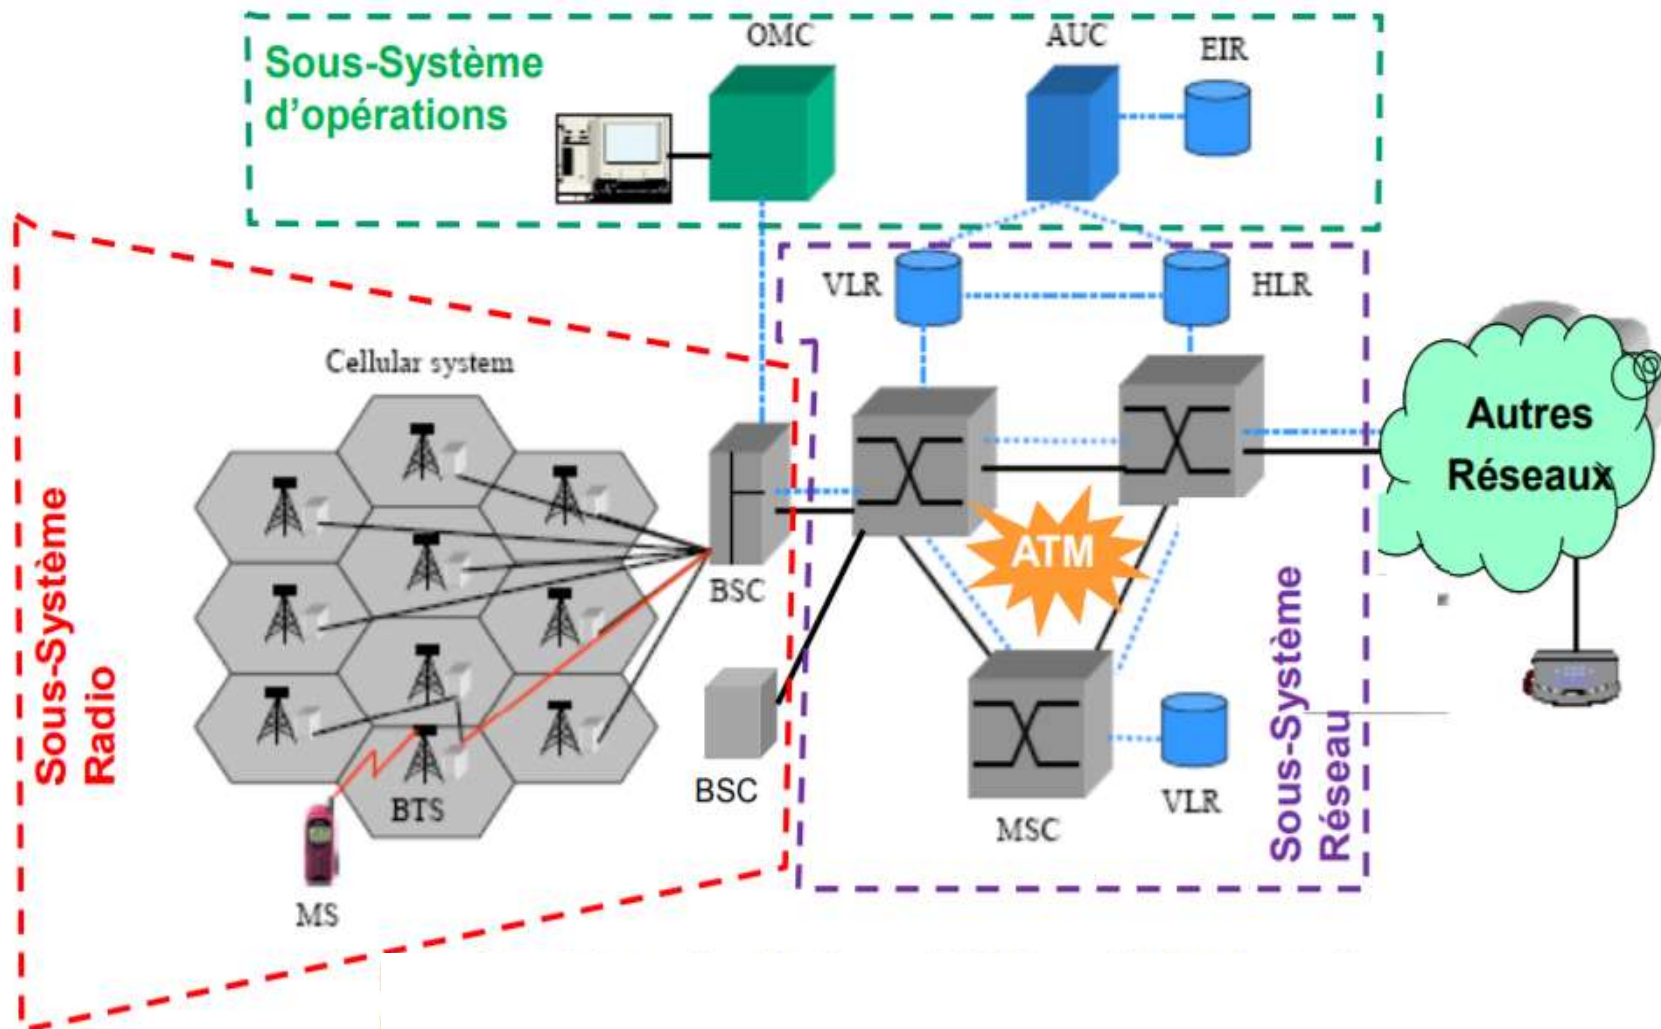 OMC
AUC
EIR
Sous-Système
d'opérations
VLR
HLR
Cellular system
Autres
Réseaux
ATM
BSC
Sous-Système
Radio
Sous-Système
Réseau
BSC
BTS
MSC
VLR
MS